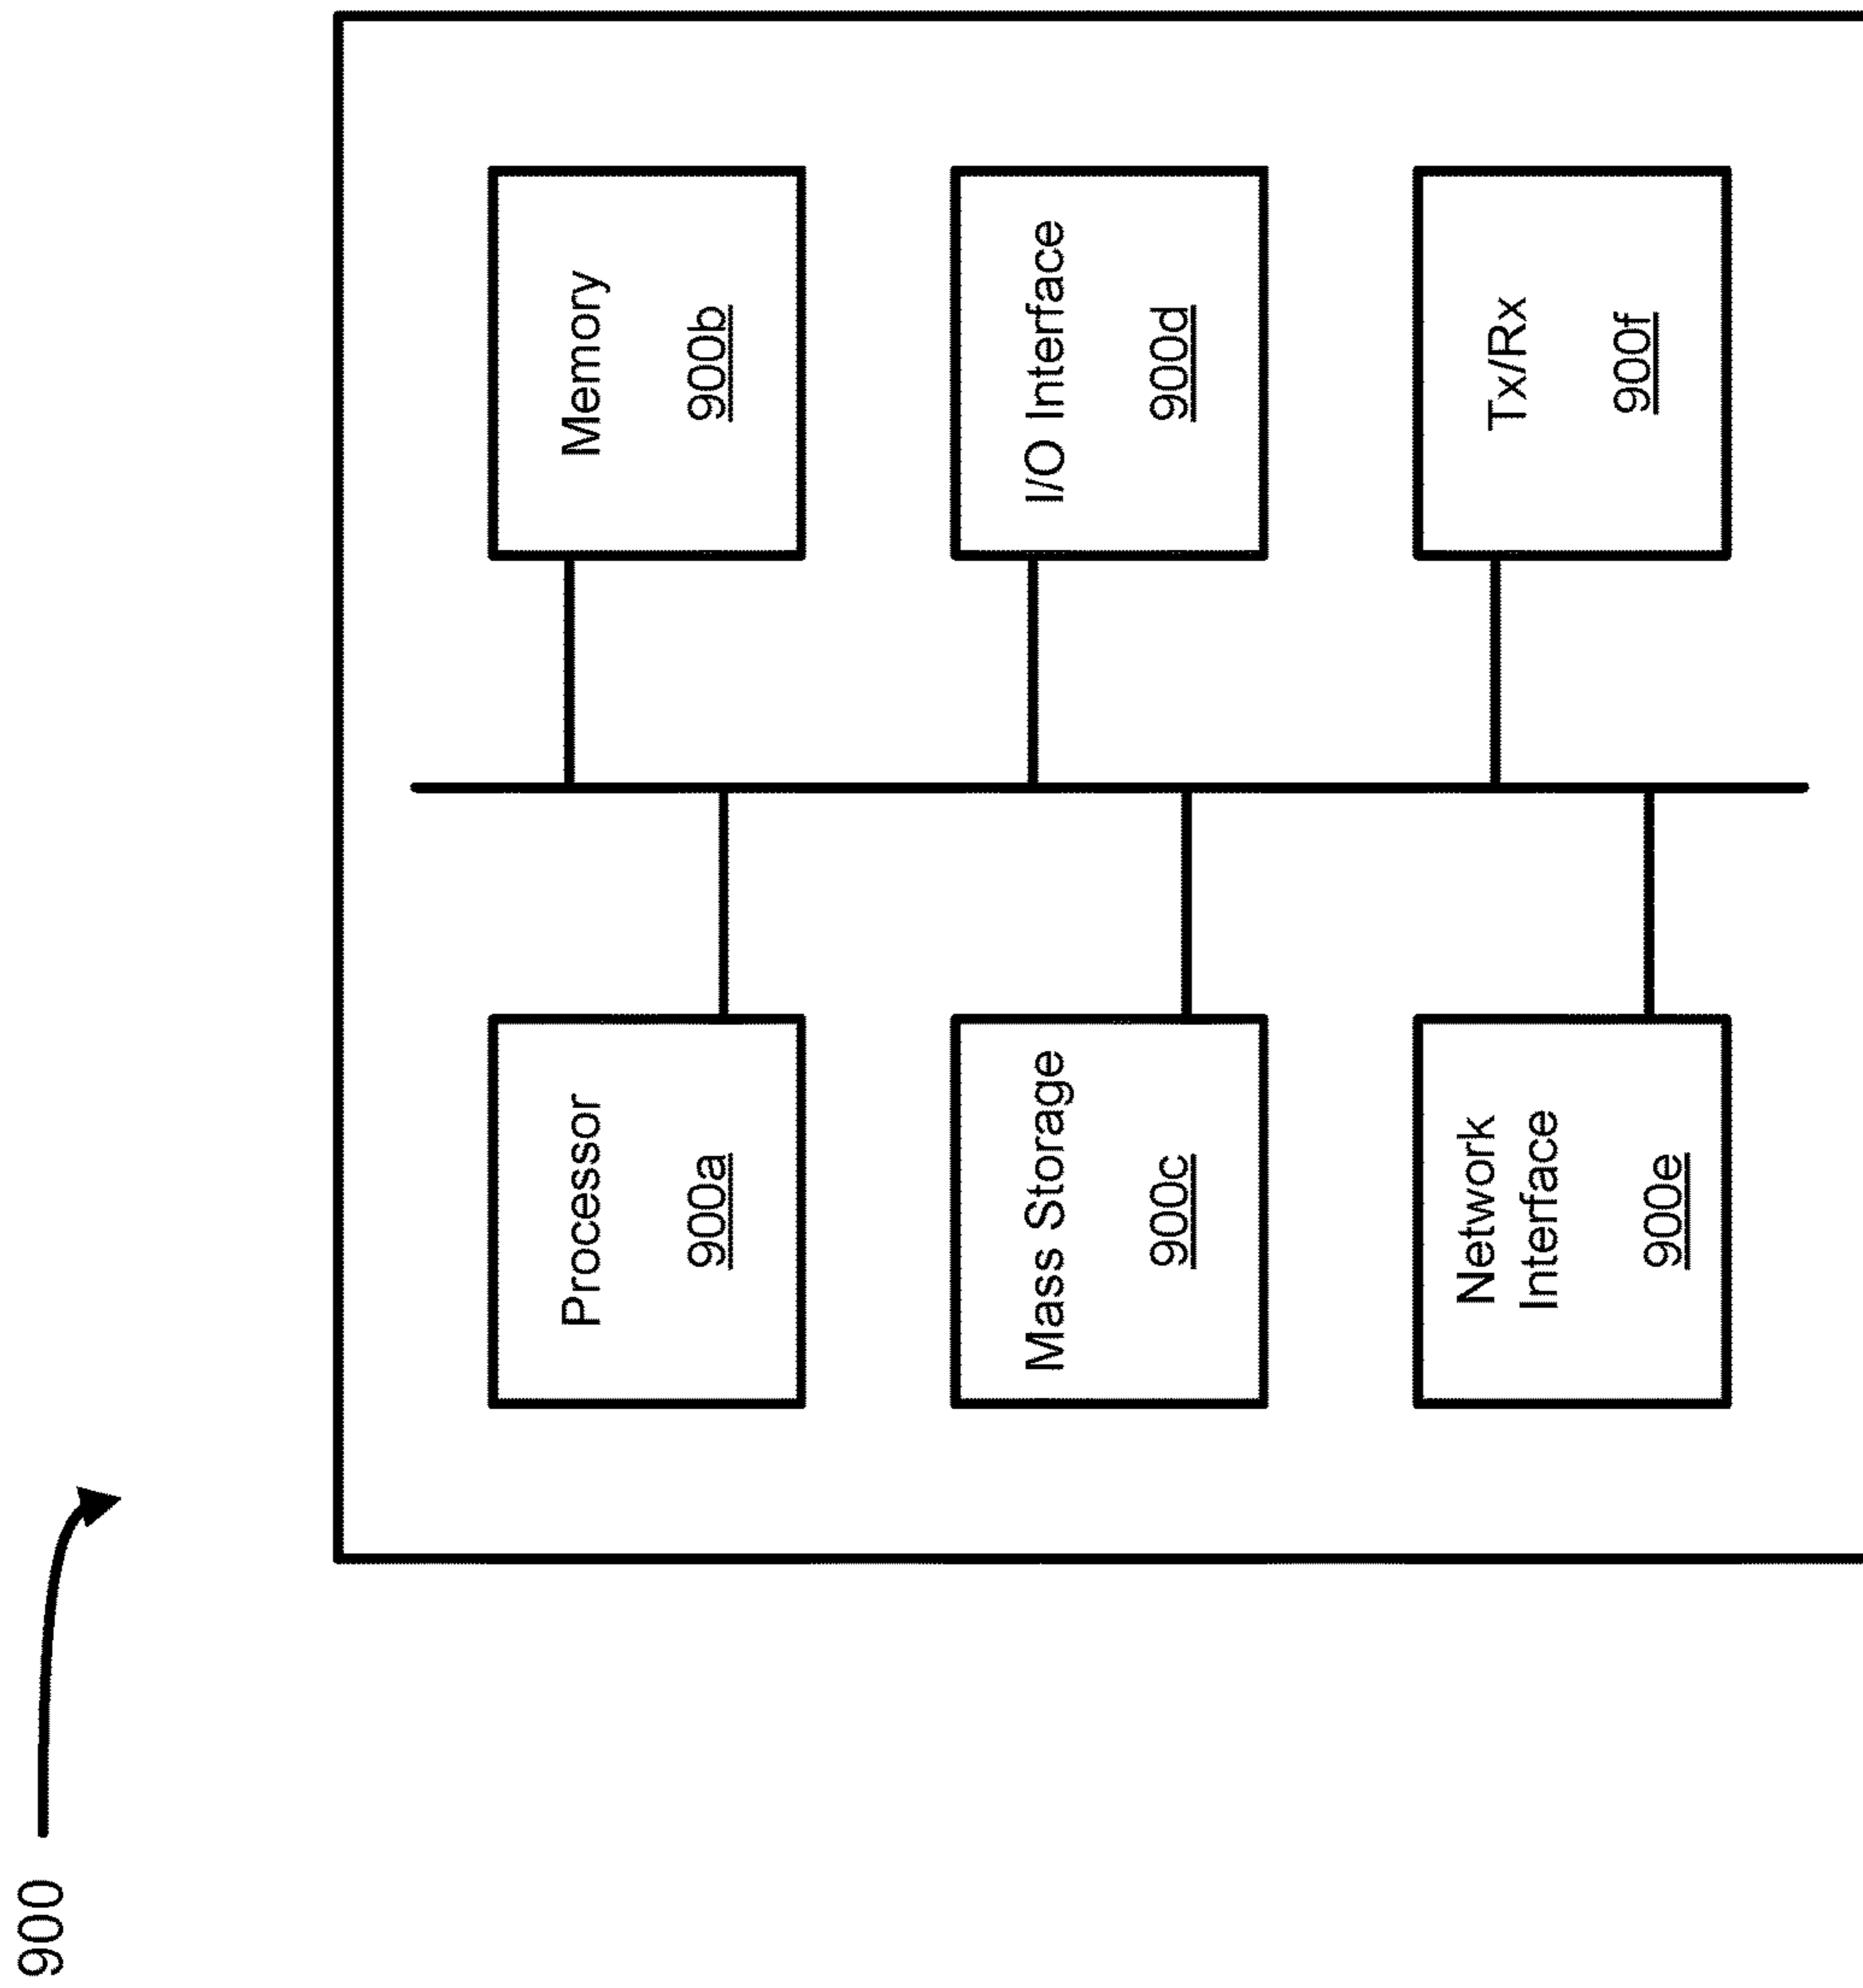 900
Processor
900a
Memory
900b
Mass Storage
900c
I/O Interface
900d
Network
Interface
900e
Tx/Rx
900f